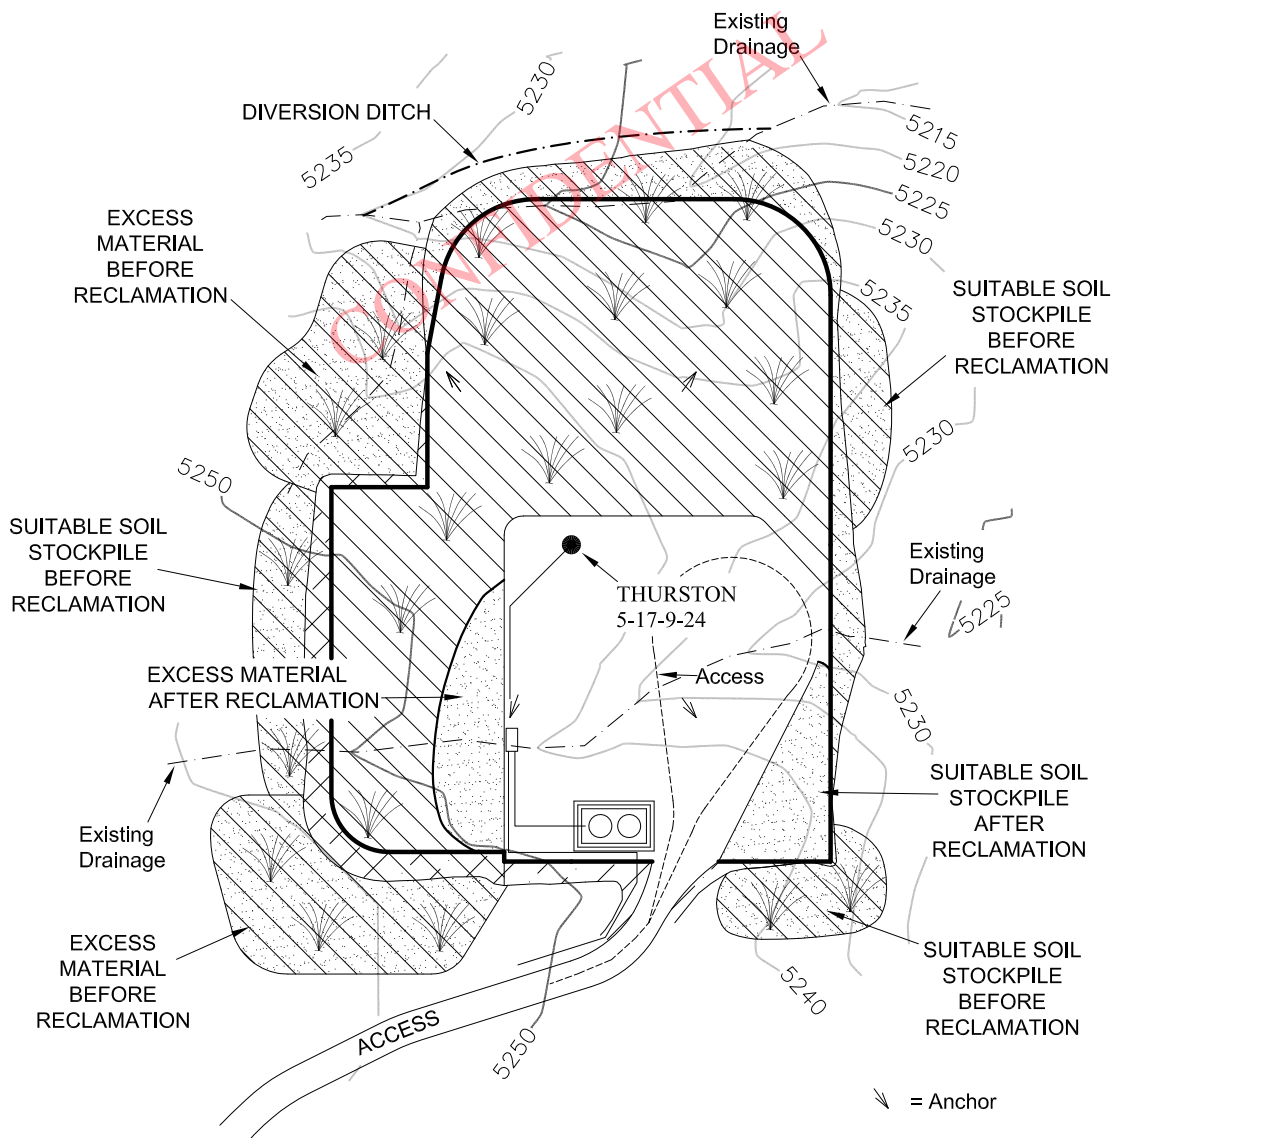 Existing
Drainage
CONFIDENTIAL
5230
DIVERSION DITCH
5235
5215
5220
5225
5230
EXCESS
MATERIAL
BEFORE
RECLAMATION
5235
SUITABLE SOIL
STOCKPILE
BEFORE
RECLAMATION
5230
5250
SUITABLE SOIL
STOCKPILE
BEFORE
RECLAMATION
Existing
Drainage
THURSTON
5-17-9-24
5225
EXCESS MATERIAL
AFTER RECLAMATION
Access
5230
SUITABLE SOIL
STOCKPILE
AFTER
RECLAMATION
Existing
Drainage
EXCESS
MATERIAL
BEFORE
RECLAMATION
SUITABLE SOIL
STOCKPILE
BEFORE
RECLAMATION
5240
ACCESS
5250
= Anchor